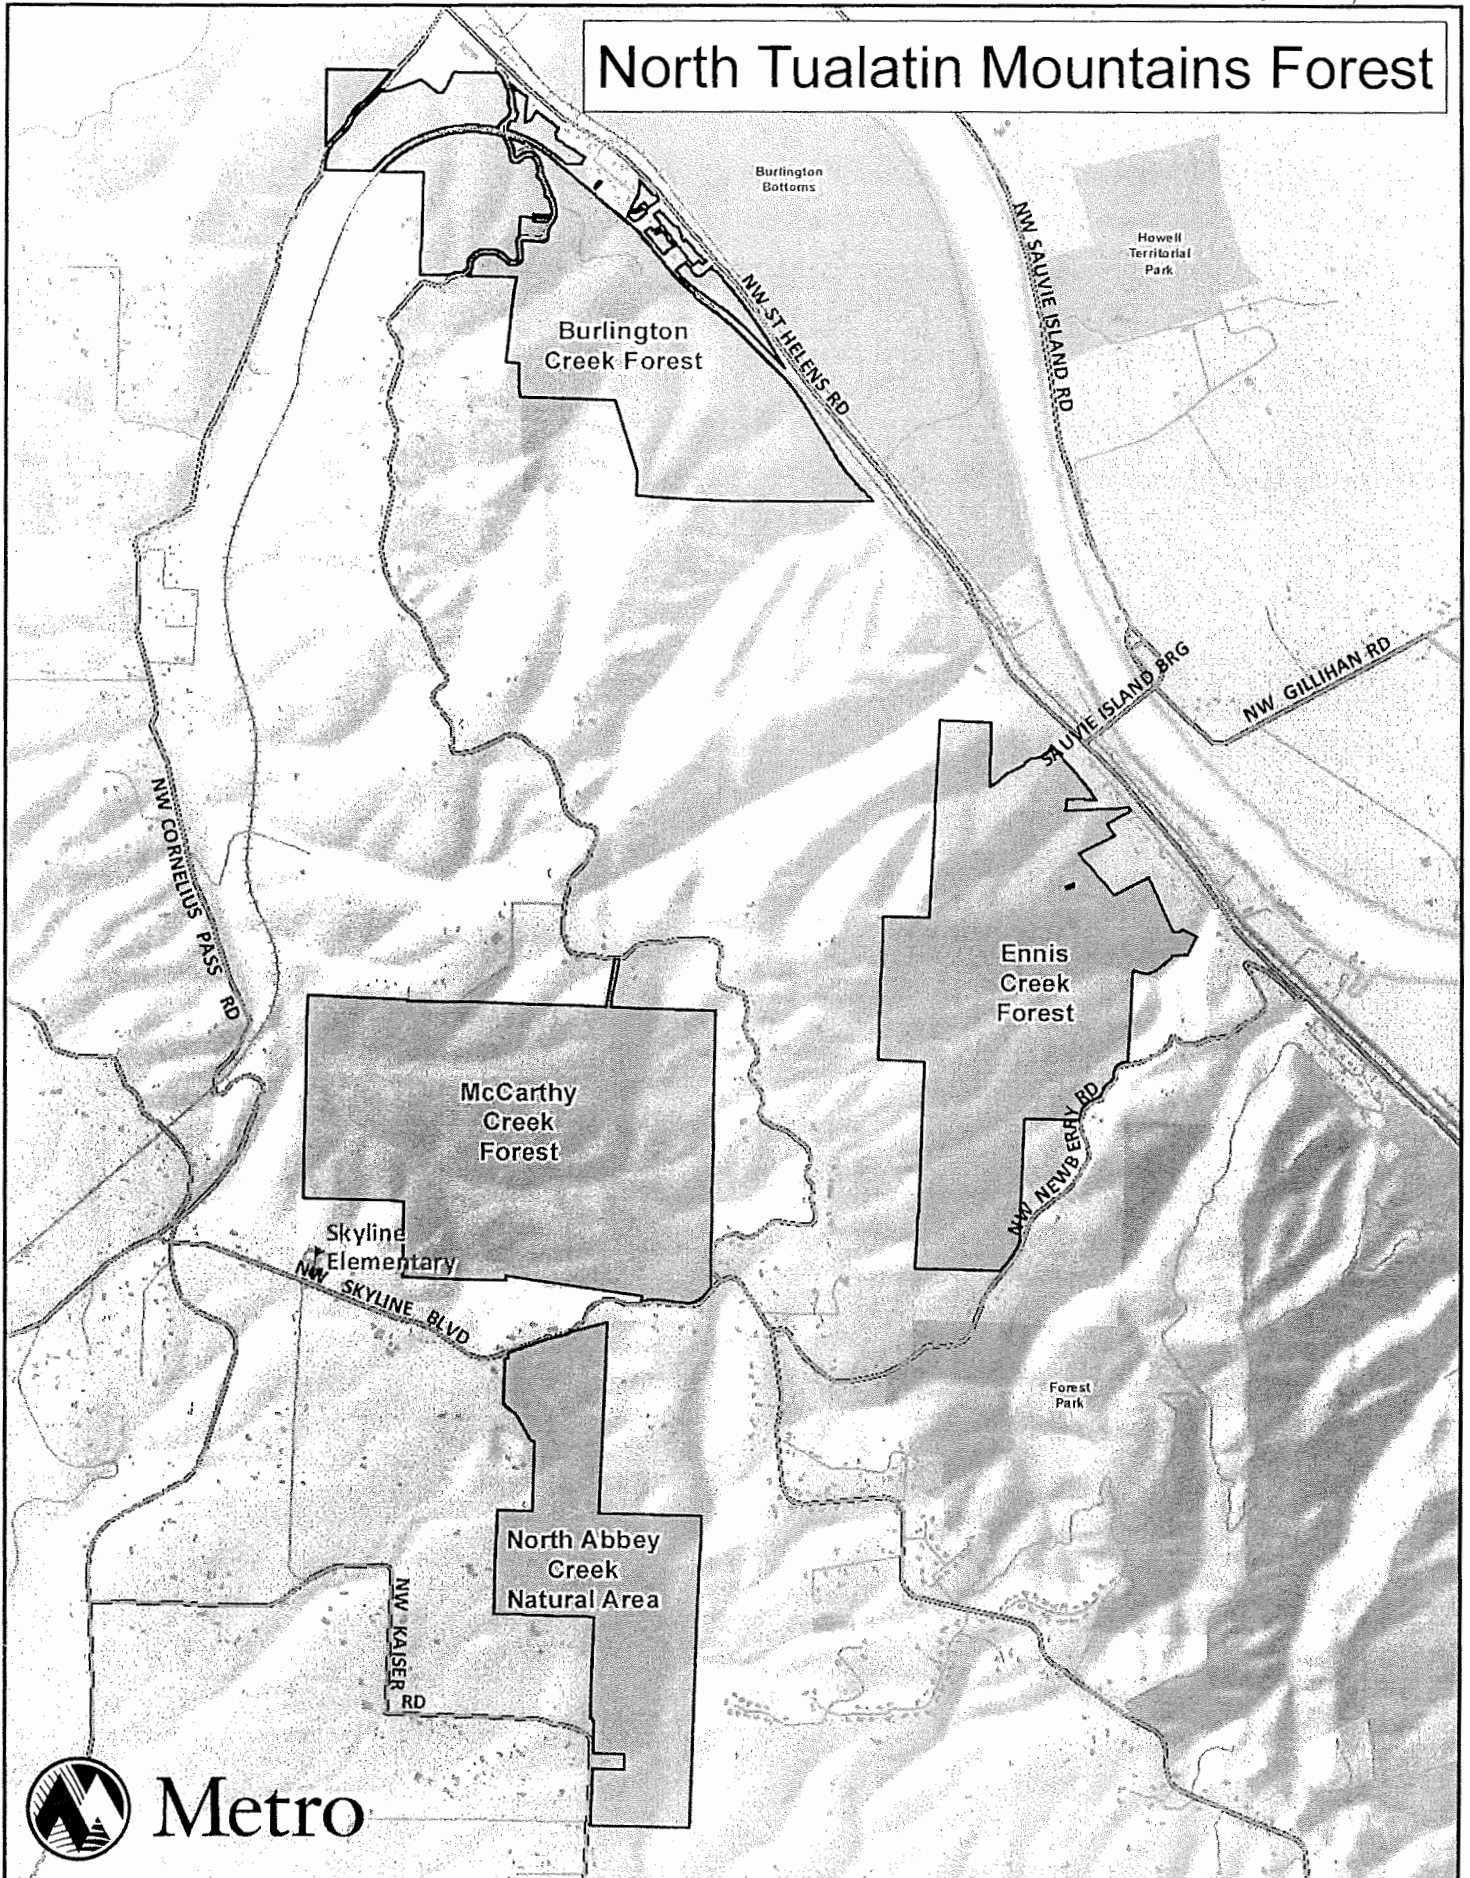 North Tualatin Mountains Forest
Burlington
Bottoms
Howell
Territorial
Park
NW SAUVIE ISLAND RD
NW ST HELENS RD
Burlington
Creek Forest
SAUVIE ISLAND BRG
NW GILLIHAN RD
NW CORNELIUS PASS RD
Ennis
Creek
Forest
McCarthy
Creek
Forest
NW NEWBERRY RD
Skyline
Elementary
NW SKYLINE BLVD
Forest
Park
North Abbey
Creek
Natural Area
NW KAISER RD
Metro